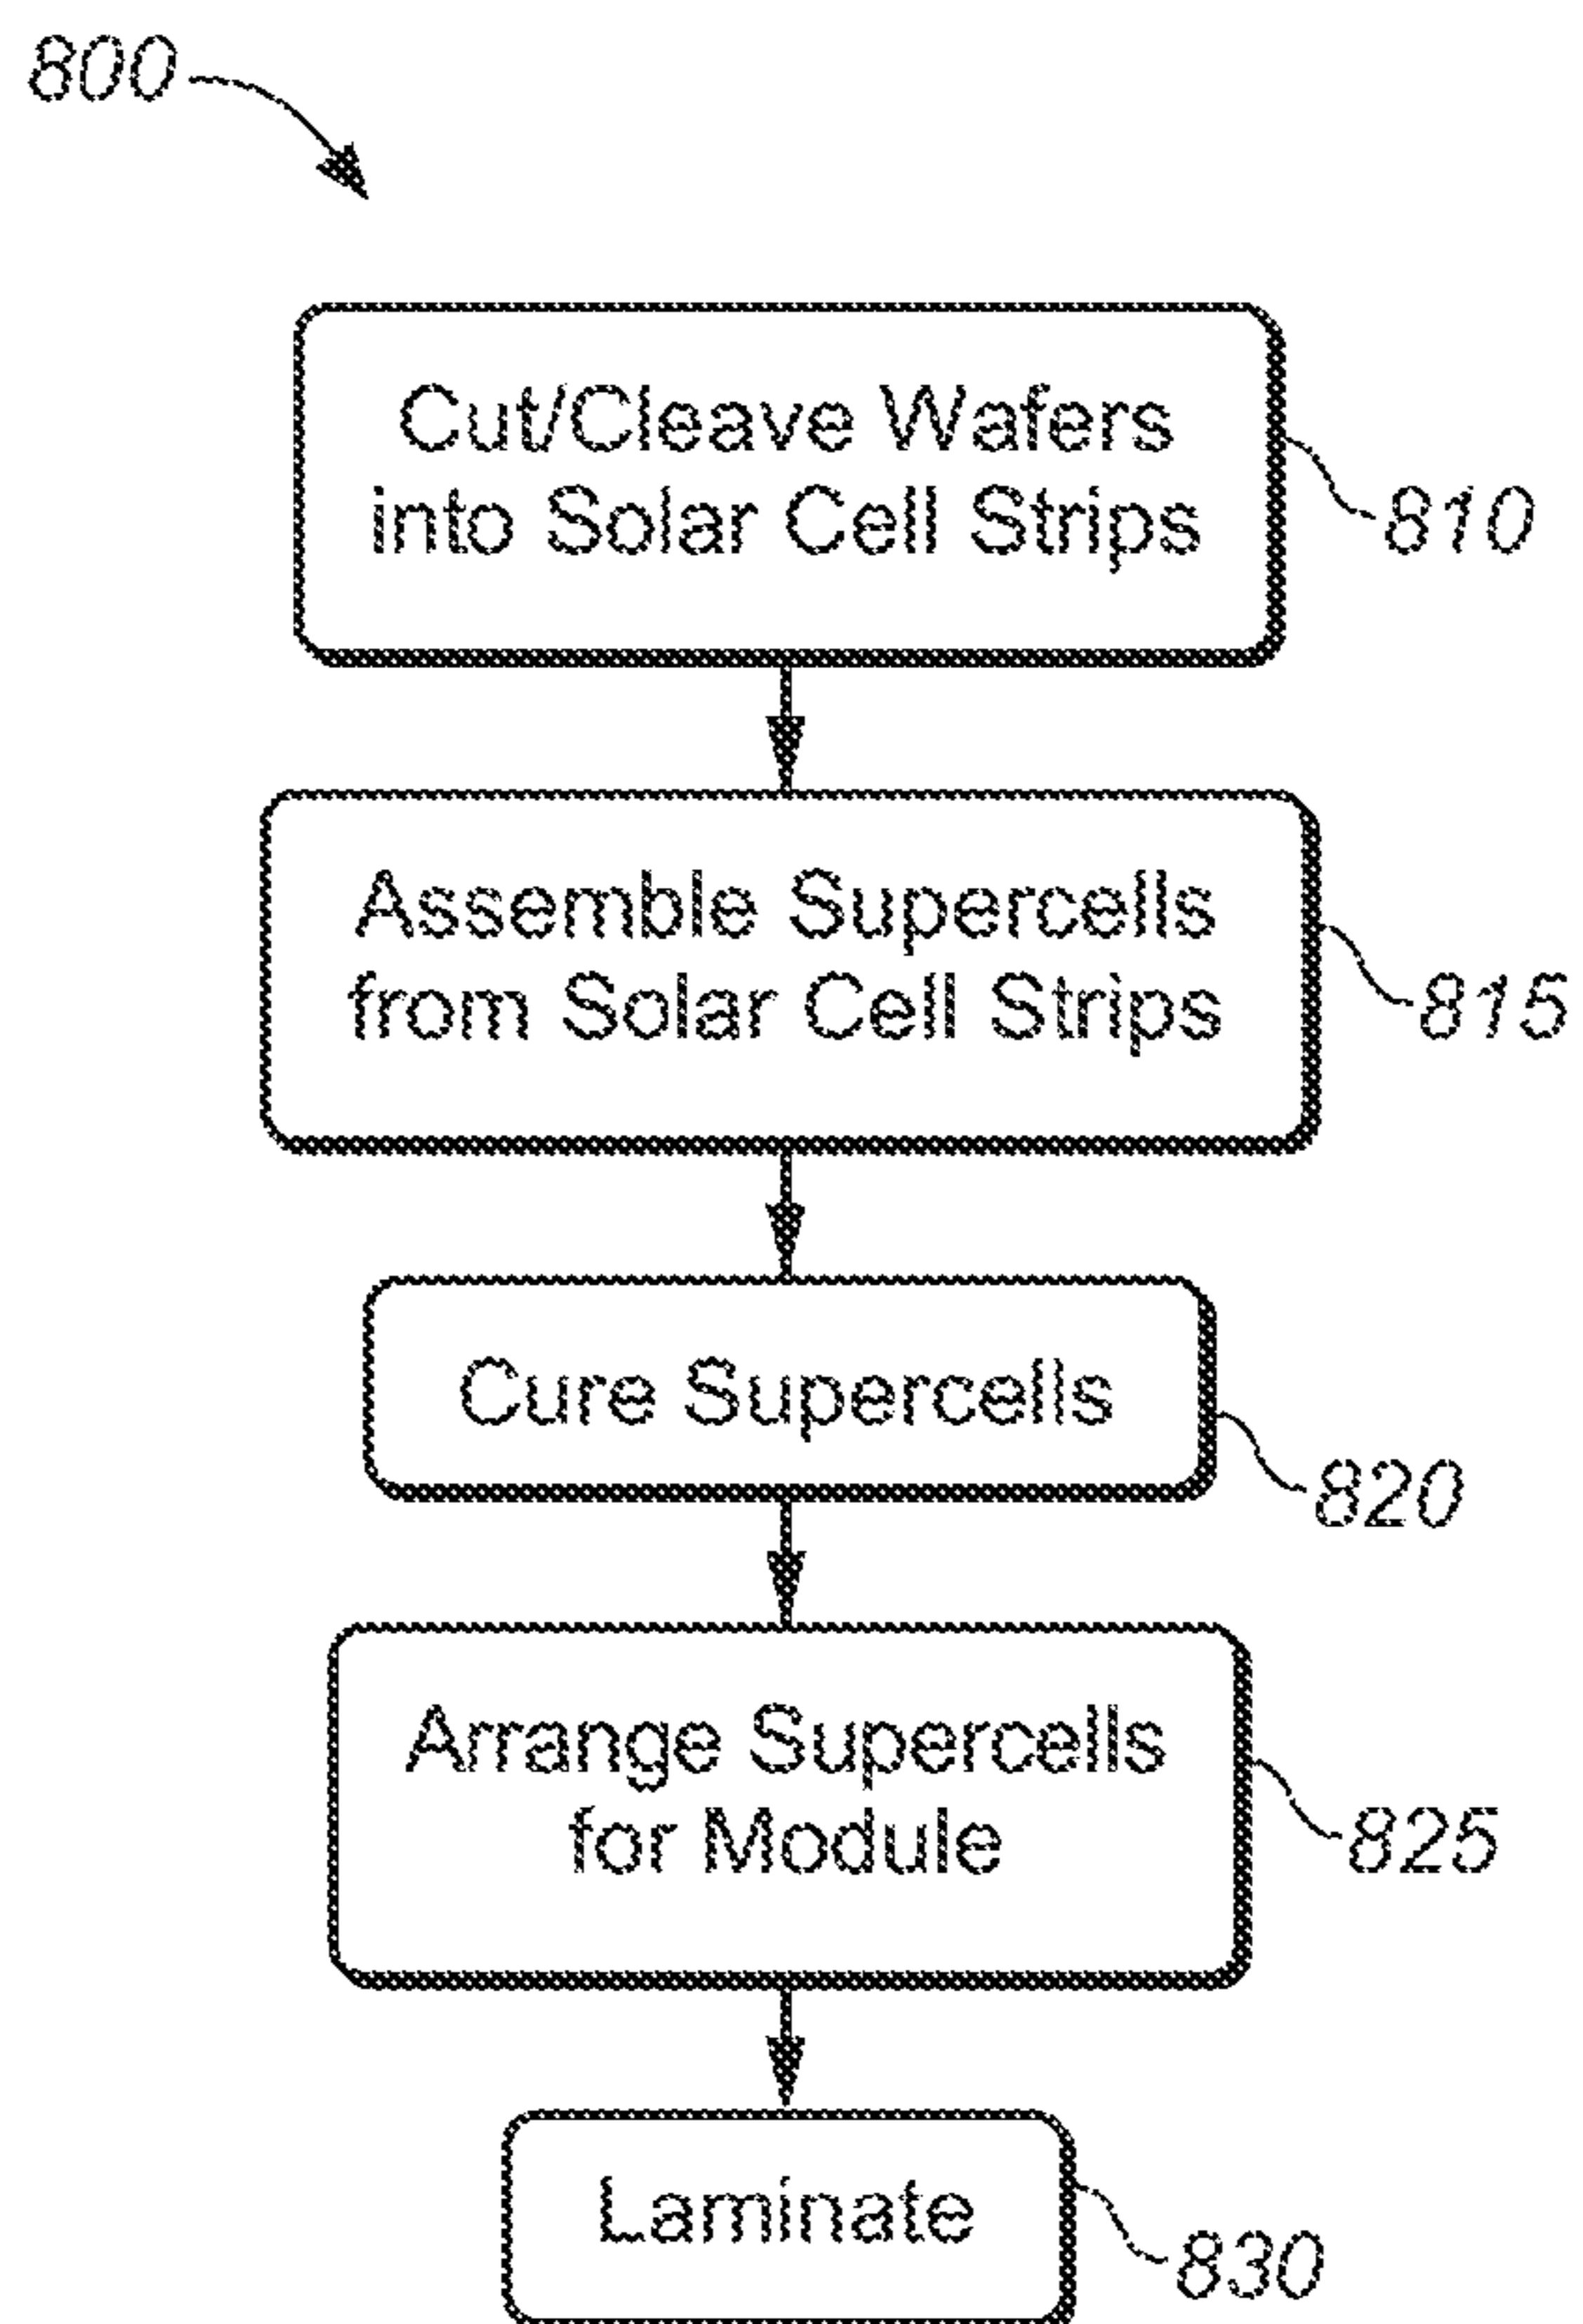 800
Cut/Cleave Wafers
into Solar Cell Strips
810
Assemble Supercells
from Solar Cell Strips
815
Cure Supercells
820
Arrange Supercells
for Module
825
Laminate
830